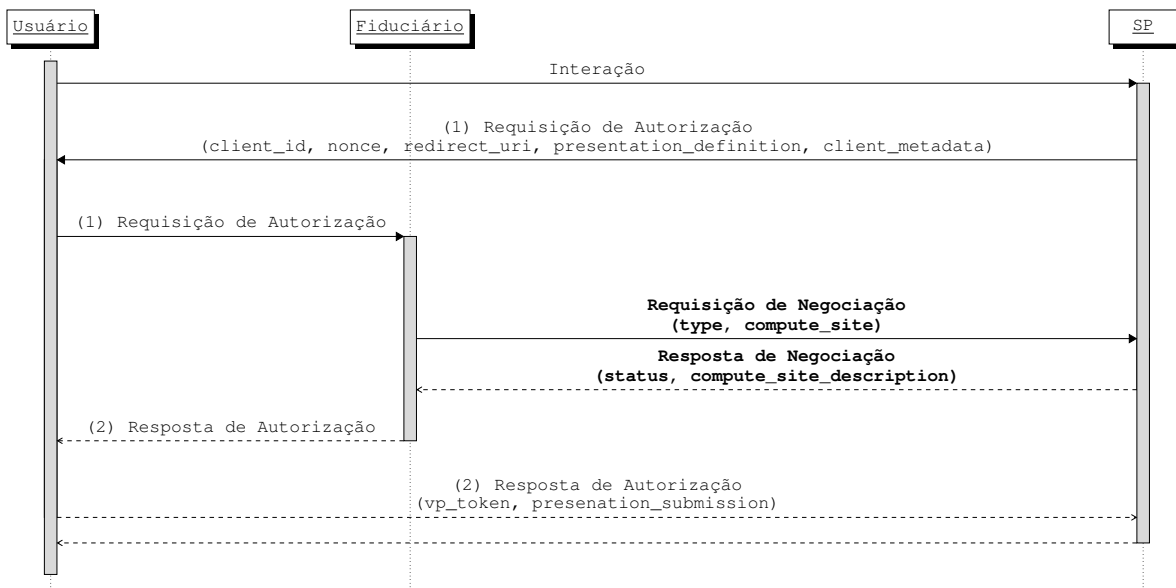 Usuário
Fiduciário
SP
Interação
(1) Requisição de Autorização
(client_id, nonce, redirect_uri, presentation_definition, client_metadata)
(1) Requisição de Autorização
Requisição de Negociação
(type, compute_site)
Resposta de Negociação
(status, compute_site_description)
(2) Resposta de Autorização
(2) Resposta de Autorização
(vp_token, presenation_submission)